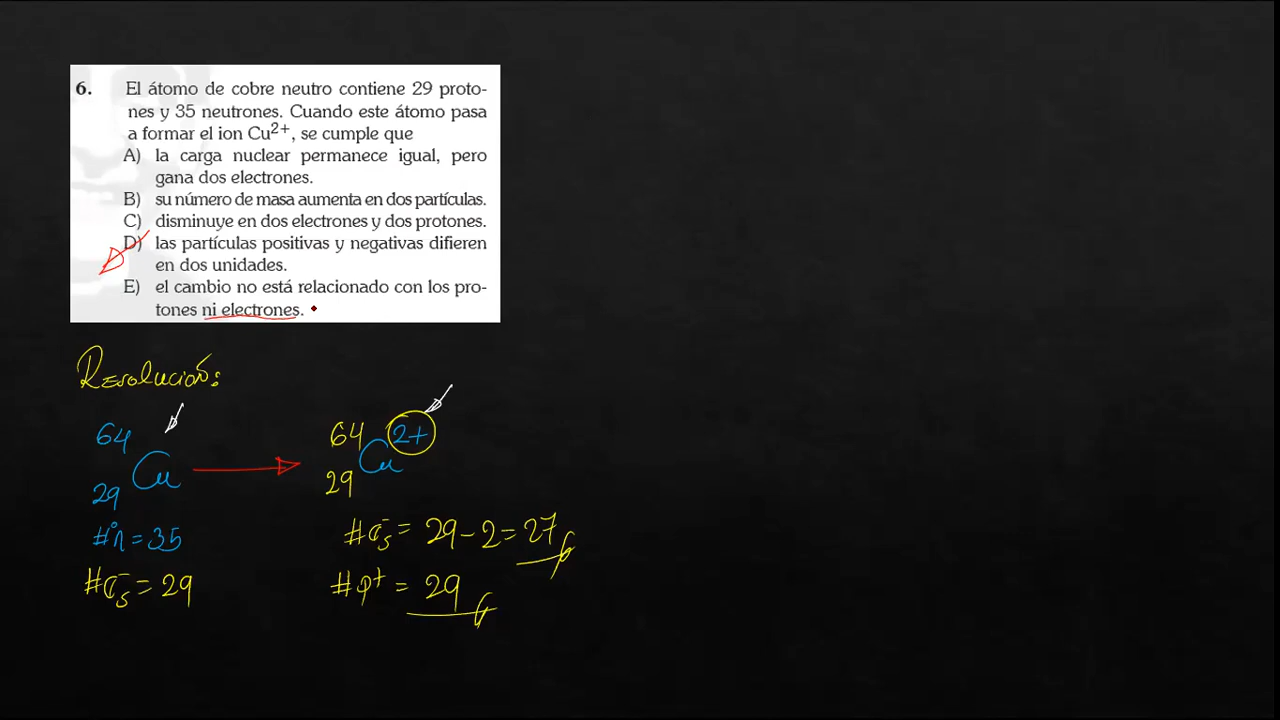 6. El átomo de cobre neutro contiene 29 proto-
nes y 35 neutrones. Cuando este átomo pasa
a formar el ion Cu²⁺, se cumple que
A) la carga nuclear permanece igual, pero
gana dos electrones.
B) su número de masa aumenta en dos partículas.
C) disminuye en dos electrones y dos protones.
D) las partículas positivas y negativas difieren
en dos unidades.
E) el cambio no está relacionado con los pro-
tones ni electrones.
Resolución:
64
Cu
29
#n° = 35
#e⁻s = 29
64 2+
Cu
29
#e⁻s = 29 - 2 = 27
#p⁺ = 29